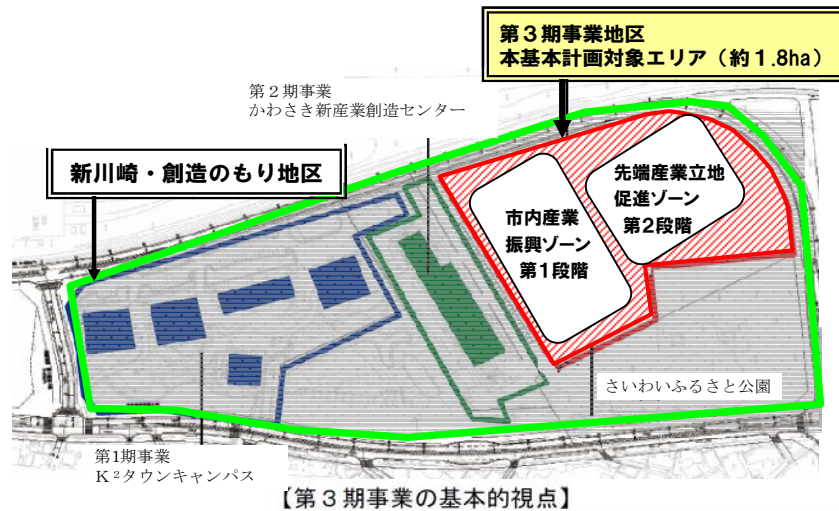 第３期事業地区
本基本計画対象エリア（約１.8ha）
第２期事業
かわさき新産業創造センター
新川崎・創造のもり地区
先端産業立地
促進ゾーン
第２段階
市内産業
振興ゾーン
第１段階
さいわいふるさと公園
第1期事業
Ｋ²タウンキャンパス
【第３期事業の基本的視点】